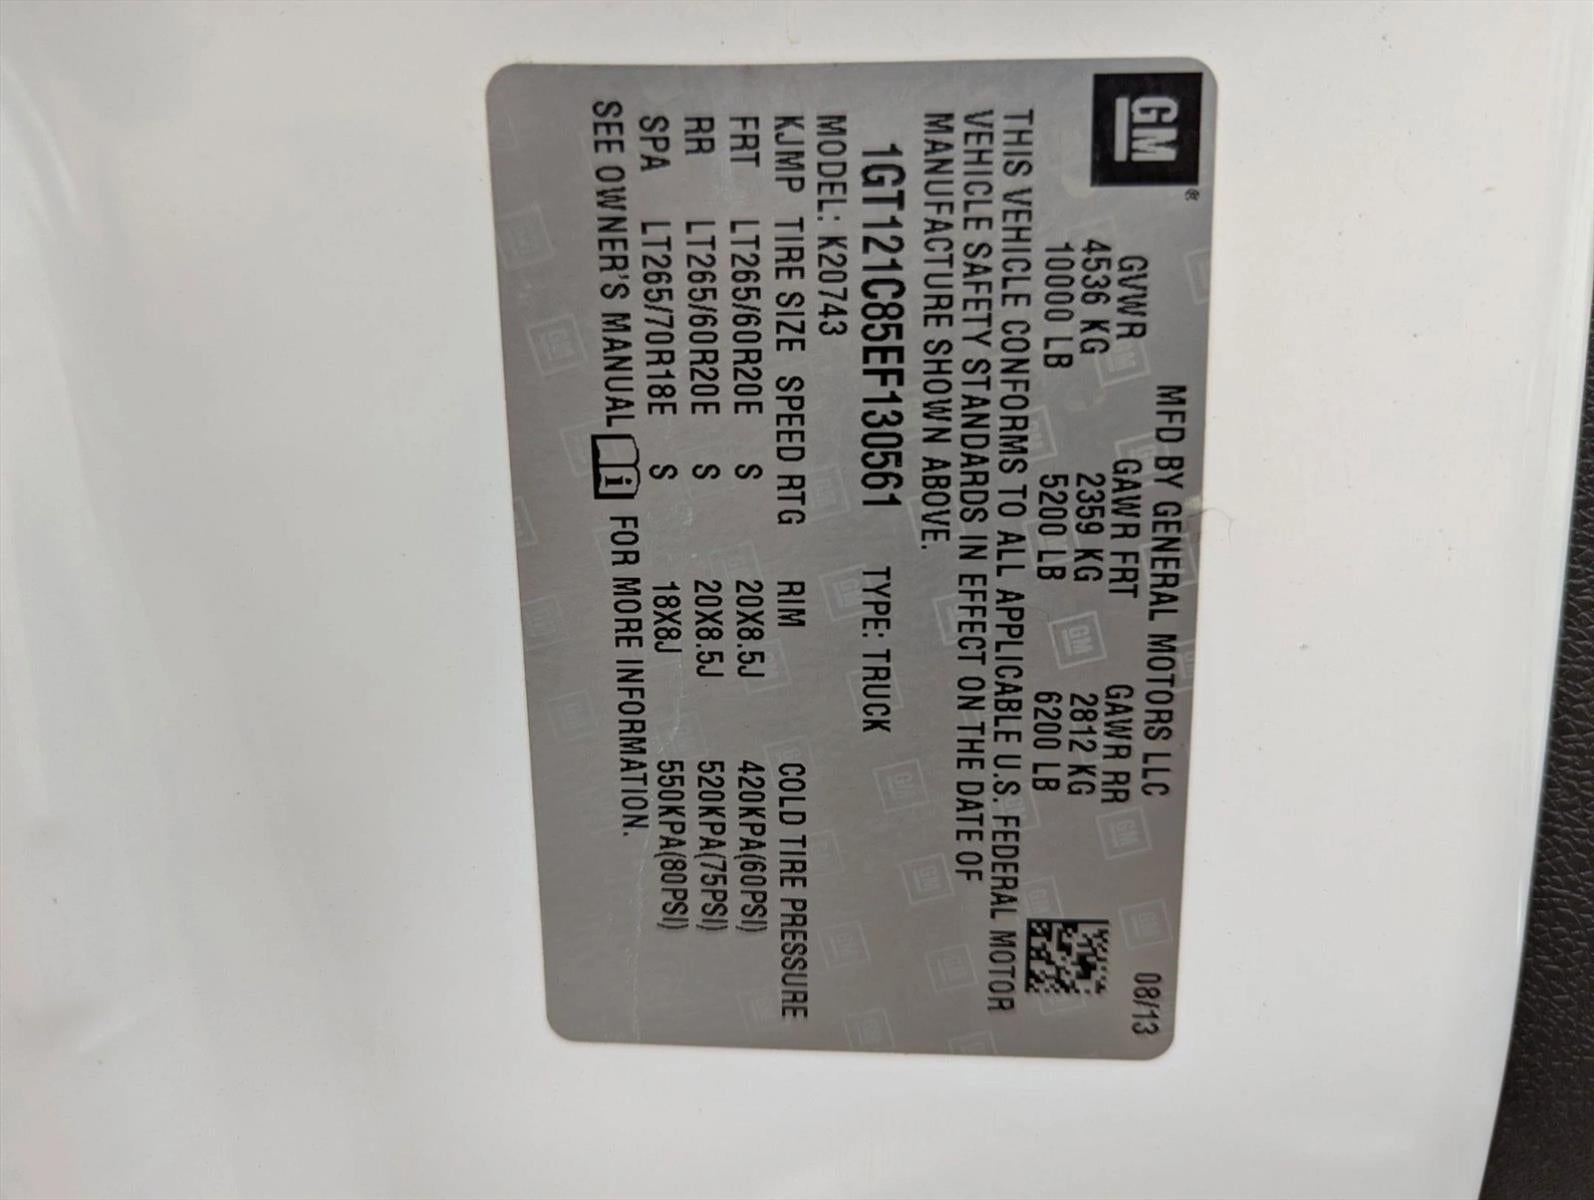 GM®
MFD BY GENERAL MOTORS LLC 08/13
GVWR GAWR FRT GAWR RR
4536 KG 2359 KG 2812 KG
10000 LB 5200 LB 6200 LB
THIS VEHICLE CONFORMS TO ALL APPLICABLE U.S. FEDERAL MOTOR
VEHICLE SAFETY STANDARDS IN EFFECT ON THE DATE OF
MANUFACTURE SHOWN ABOVE.
1GT121C85EF130561 TYPE: TRUCK
MODEL: K20743
KJMP TIRE SIZE SPEED RTG RIM COLD TIRE PRESSURE
FRT LT265/60R20E S 20X8.5J 420KPA(60PSI)
RR LT265/60R20E S 20X8.5J 520KPA(75PSI)
SPA LT265/70R18E S 18X8J 550KPA(80PSI)
SEE OWNER'S MANUAL i FOR MORE INFORMATION.